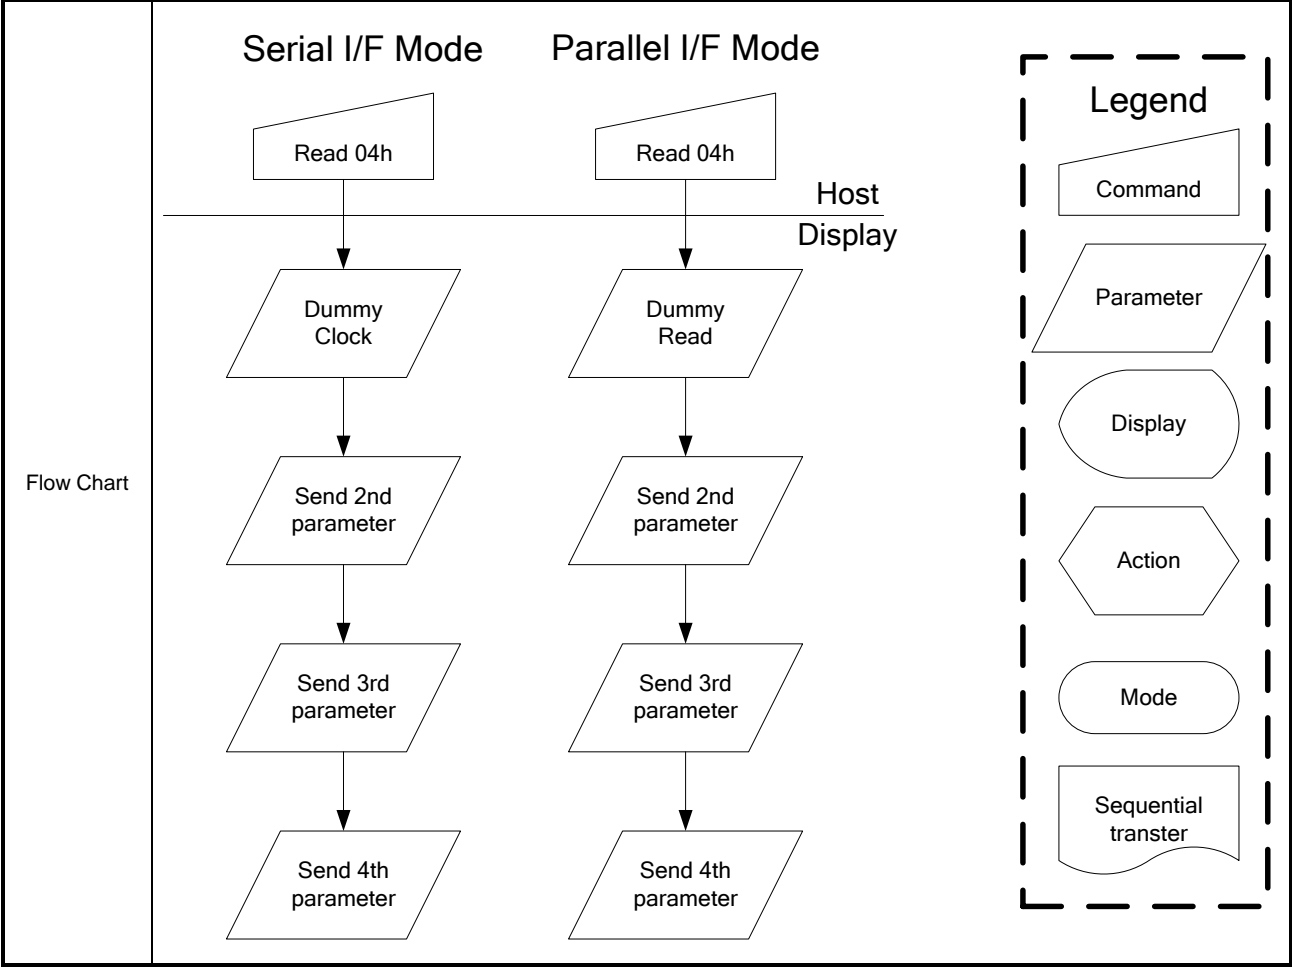 Flow Chart
Serial I/F Mode
Read 04h
Dummy
Clock
Send 2nd
parameter
Send 3rd
parameter
Send 4th
parameter
Parallel I/F Mode
Read 04h
Host
Display
Dummy
Read
Send 2nd
parameter
Send 3rd
parameter
Send 4th
parameter
Legend
Command
Parameter
Display
Action
Mode
Sequential
transter